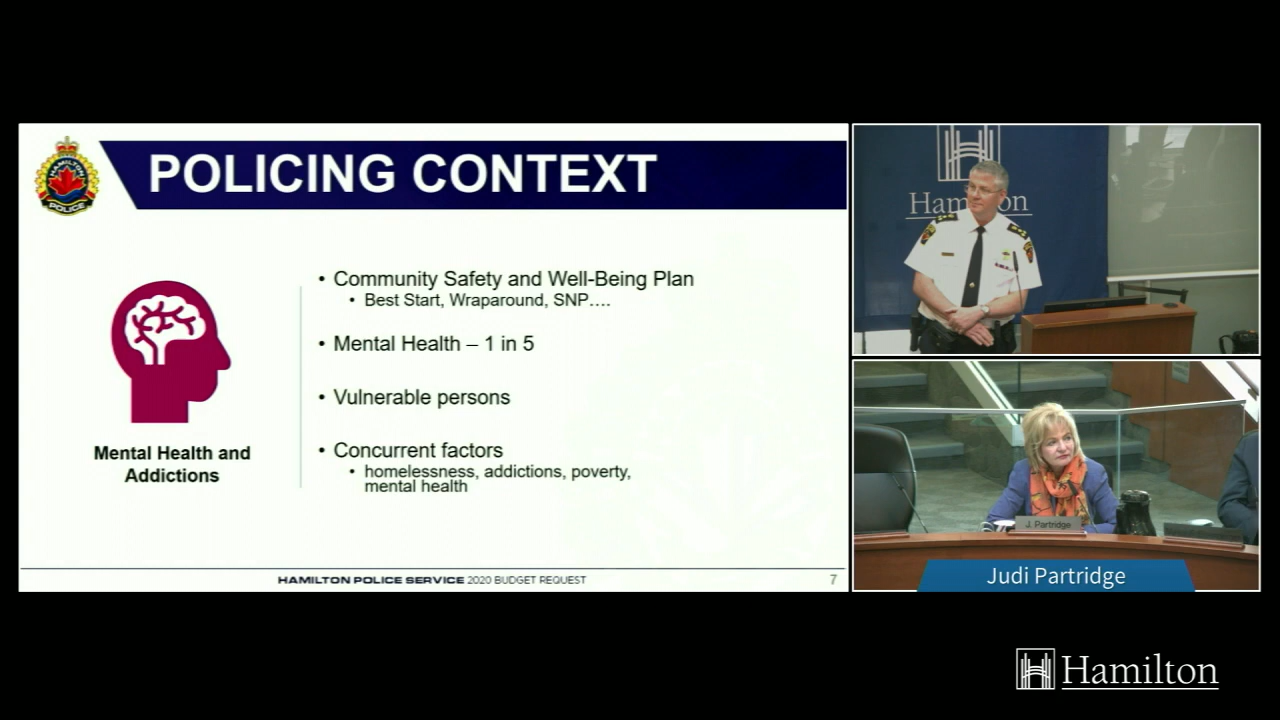 POLICING CONTEXT
HAMILTON
POLICE
• Community Safety and Well-Being Plan
• Best Start, Wraparound, SNP....
• Mental Health – 1 in 5
• Vulnerable persons
• Concurrent factors
• homelessness, addictions, poverty,
mental health
Mental Health and
Addictions
HAMILTON POLICE SERVICE 2020 BUDGET REQUEST
7
Hamilton
J. Partridge
Judi Partridge
Hamilton